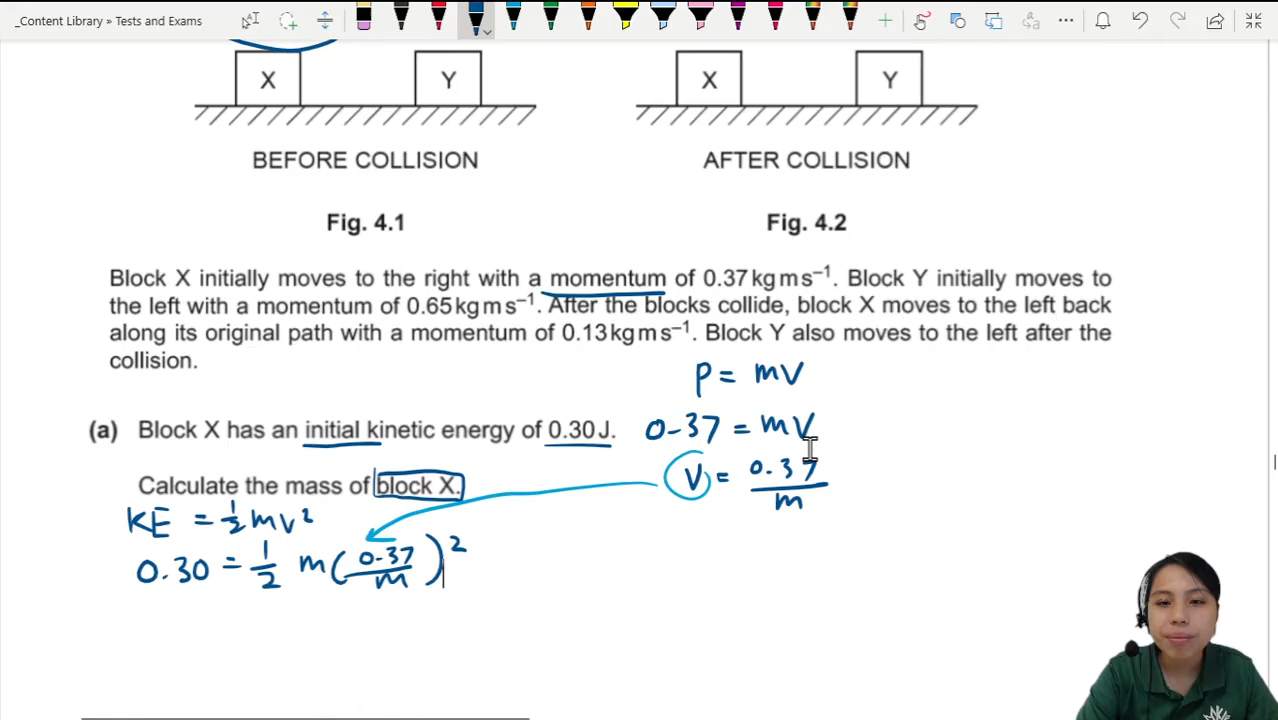 _Content Library » Tests and Exams
X
Y
X
Y
BEFORE COLLISION
AFTER COLLISION
Fig. 4.1
Fig. 4.2
Block X initially moves to the right with a momentum of 0.37 kg m s⁻¹. Block Y initially moves to
the left with a momentum of 0.65 kg m s⁻¹. After the blocks collide, block X moves to the left back
along its original path with a momentum of 0.13 kg m s⁻¹. Block Y also moves to the left after the
collision.
P = mV
(a) Block X has an initial kinetic energy of 0.30 J.
0.37 = mV
V = 0.37/m
Calculate the mass of block X.
KE = 1/2 mv²
0.30 = 1/2 m(0.37/m)²